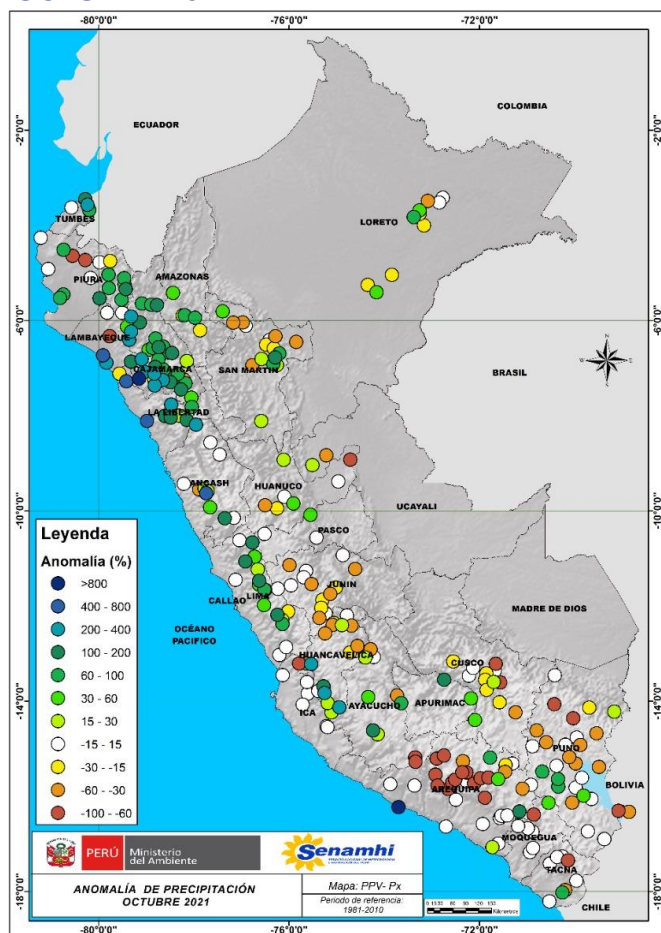 -80°0'0"
-76°0'0"
-72°0'0"
COLOMBIA
ECUADOR
-2°0'0"
-2°0'0"
LORETO
TUMBES
AMAZONAS
PIURA
-6°0'0"
-6°0'0"
LAMBAYEQUE
N
BRASIL
CAJAMARCA
SAN MARTIN
LA LIBERTAD
ANCASH
HUANUCO
UCAYALI
-10°0'0"
-10°0'0"
PASCO
Leyenda
Anomalía (%)
>800
400 - 800
200 - 400
100 - 200
60 - 100
30 - 60
15 - 30
-15 - 15
-30 - -15
-60 - -30
-100 - -60
JUNIN
LIMA
CALLAO
MADRE DE DIOS
OCÉANO
PACIFICO
HUANCAVELICA
CUSCO
-14°0'0"
-14°0'0"
ICA
AYACUCHO
APURIMAC
PUNO
BOLIVIA
AREQUIPA
MOQUEGUA
TACNA
PERÚ
Ministerio
del Ambiente
Senamhi
ANOMALÍA DE PRECIPITACIÓN
OCTUBRE 2021
Mapa: PPV- Px
Periodo de referencia:
1981-2010
-18°0'0"
-18°0'0"
CHILE
-80°0'0"
-76°0'0"
-72°0'0"